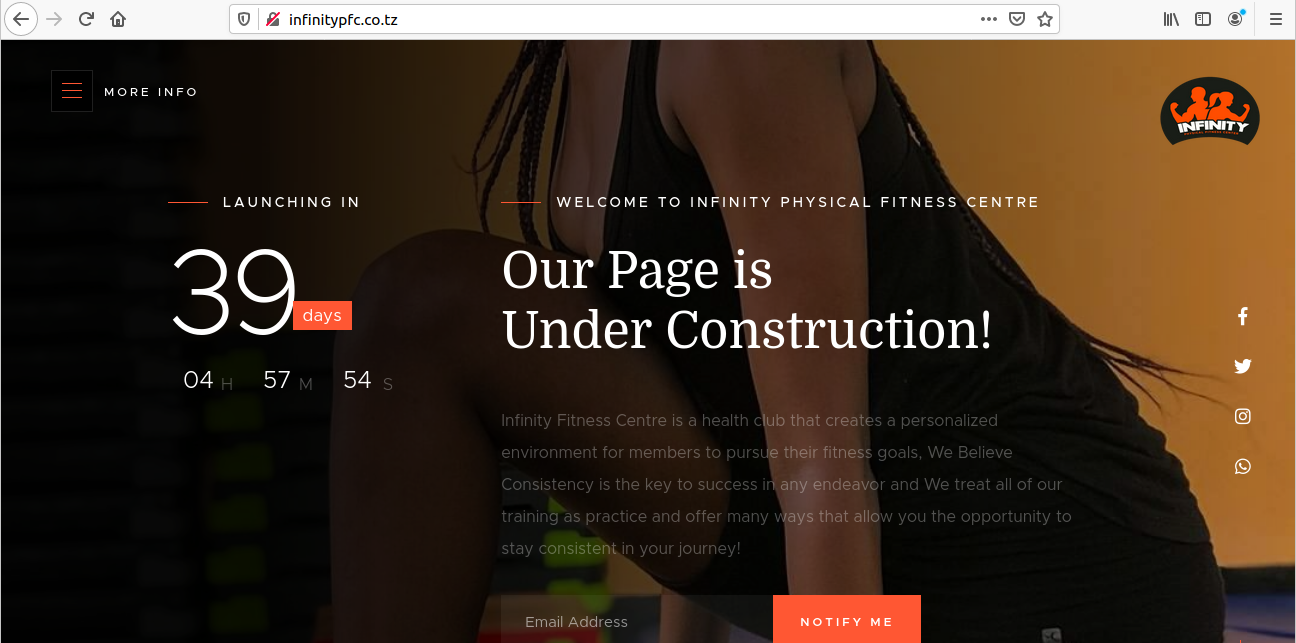 infinitypfc.co.tz
MORE INFO
INFINITY
LAUNCHING IN
39 days
04 H 57 M 54 S
WELCOME TO INFINITY PHYSICAL FITNESS CENTRE
Our Page is
Under Construction!
Infinity Fitness Centre is a health club that creates a personalized
environment for members to pursue their fitness goals, We Believe
Consistency is the key to success in any endeavor and We treat all of our
training as practice and offer many ways that allow you the opportunity to
stay consistent in your journey!
Email Address
NOTIFY ME